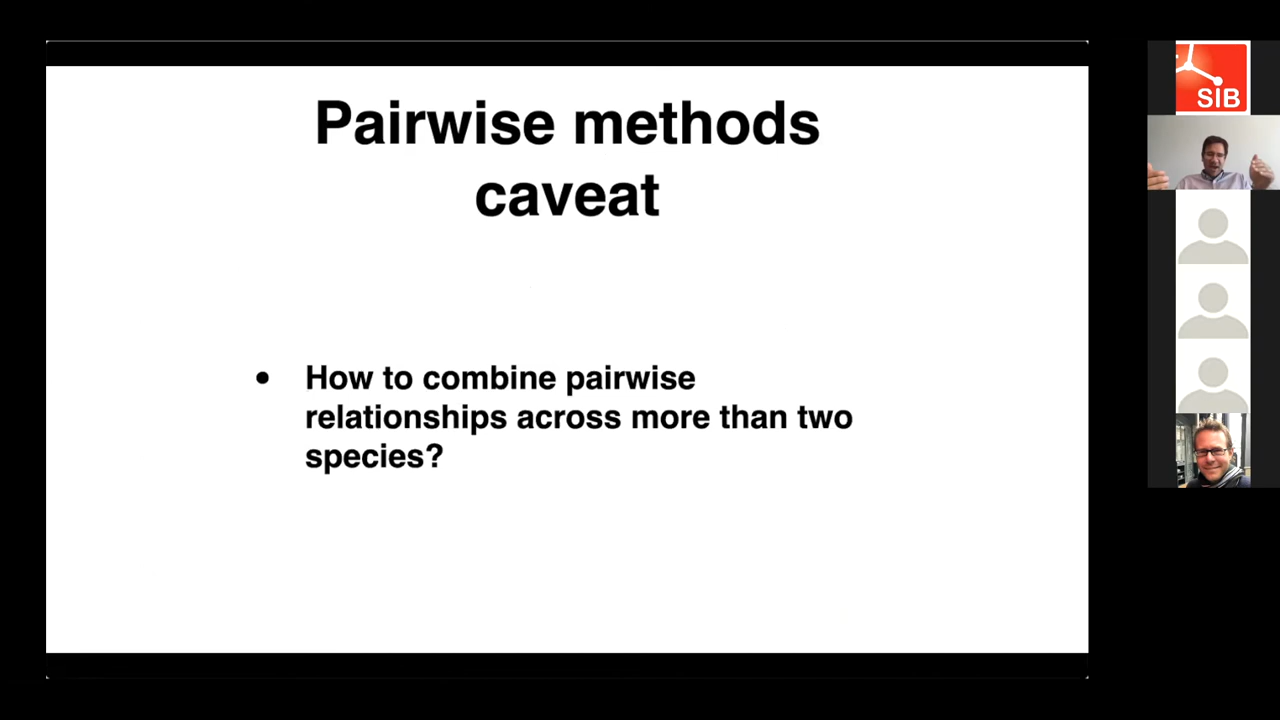 Pairwise methods
caveat
• How to combine pairwise
relationships across more than two
species?
SIB